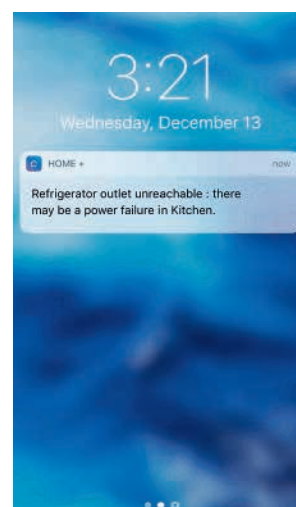 3:21
Wednesday, December 13
HOME +
now
Refrigerator outlet unreachable : there
may be a power failure in Kitchen.